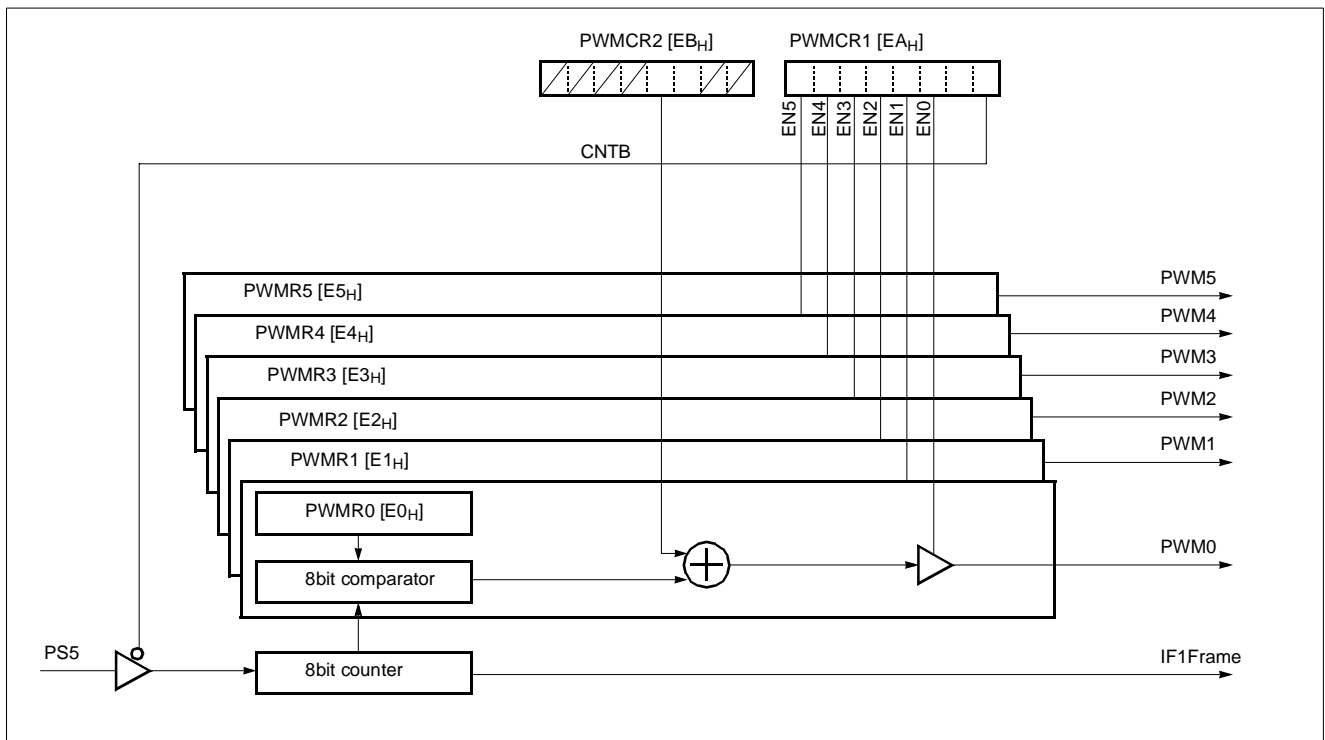 PWMCR2 [EBH]
PWMCR1 [EAH]
EN5
EN4
EN3
EN2
EN1
EN0
CNTB
PWMR5 [E5H]
PWM5
PWMR4 [E4H]
PWM4
PWMR3 [E3H]
PWM3
PWMR2 [E2H]
PWM2
PWMR1 [E1H]
PWM1
PWMR0 [E0H]
PWM0
8bit comparator
PS5
8bit counter
IF1Frame